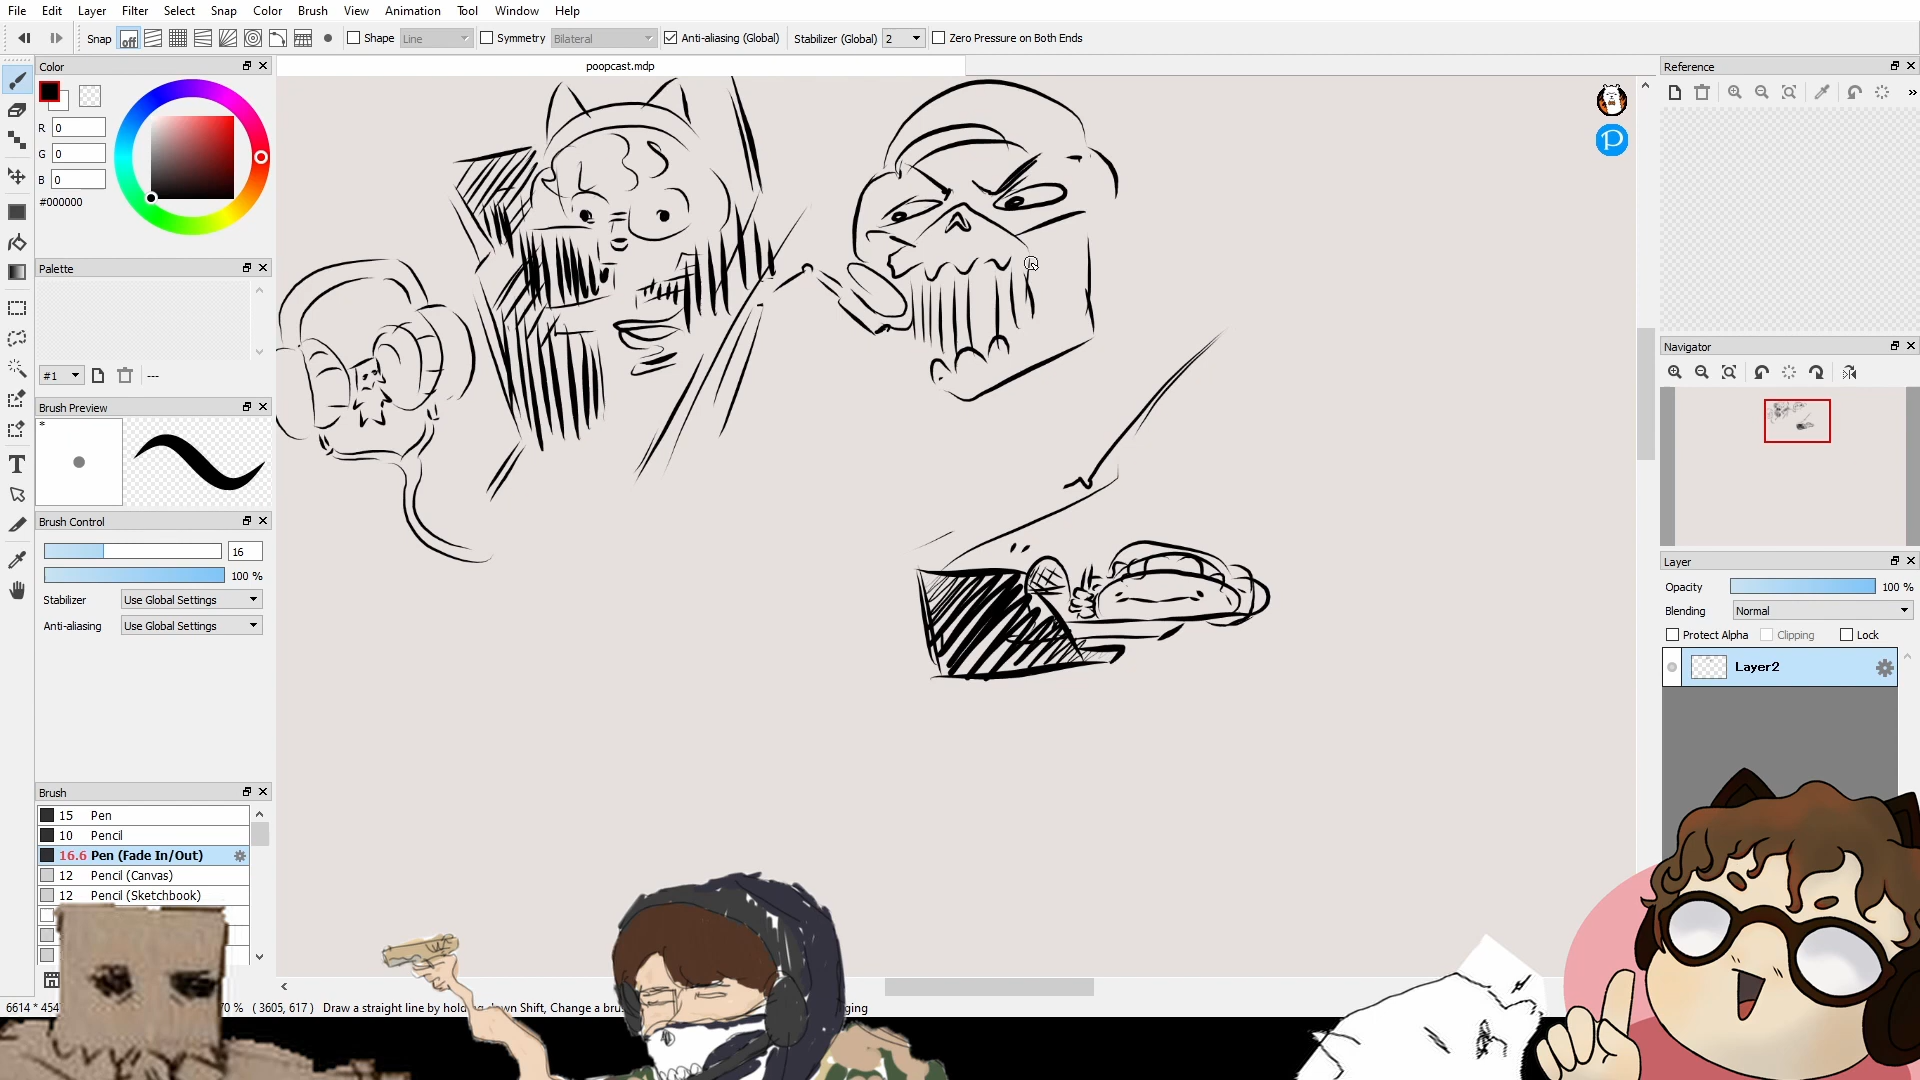 File Edit Layer Filter Select Snap Color Brush View Animation Tool Window Help
Snap off Shape Line Symmetry Bilateral Anti-aliasing (Global) Stabilizer (Global) 2 Zero Pressure on Both Ends
Color
poopcast.mdp
Reference
R 0
G 0
B 0
#000000
Palette
#1 ---
Navigator
Brush Preview
*
Brush Control
16
100 %
Stabilizer Use Global Settings
Anti-aliasing Use Global Settings
Layer
Opacity 100 %
Blending Normal
Protect Alpha Clipping Lock
Layer2
Brush
15 Pen
10 Pencil
16.6 Pen (Fade In/Out)
12 Pencil (Canvas)
12 Pencil (Sketchbook)
6614 * 454 0 % ( 3605, 617 ) Draw a straight line by Shift, Change a